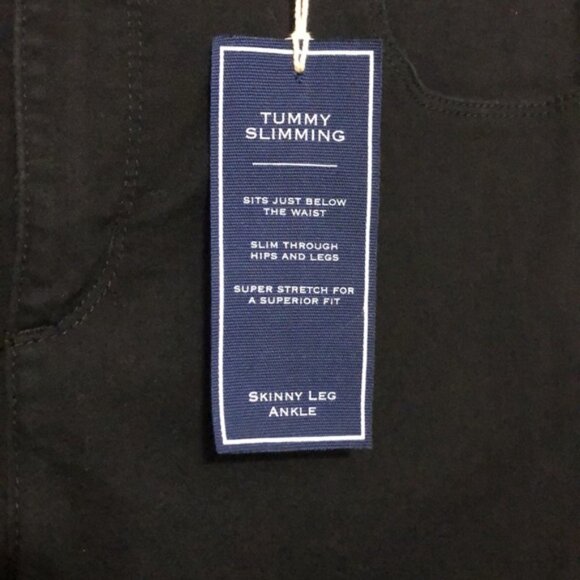 TUMMY
SLIMMING
SITS JUST BELOW
THE WAIST
SLIM THROUGH
HIPS AND LEGS
SUPER STRETCH FOR
A SUPERIOR FIT
SKINNY LEG
ANKLE